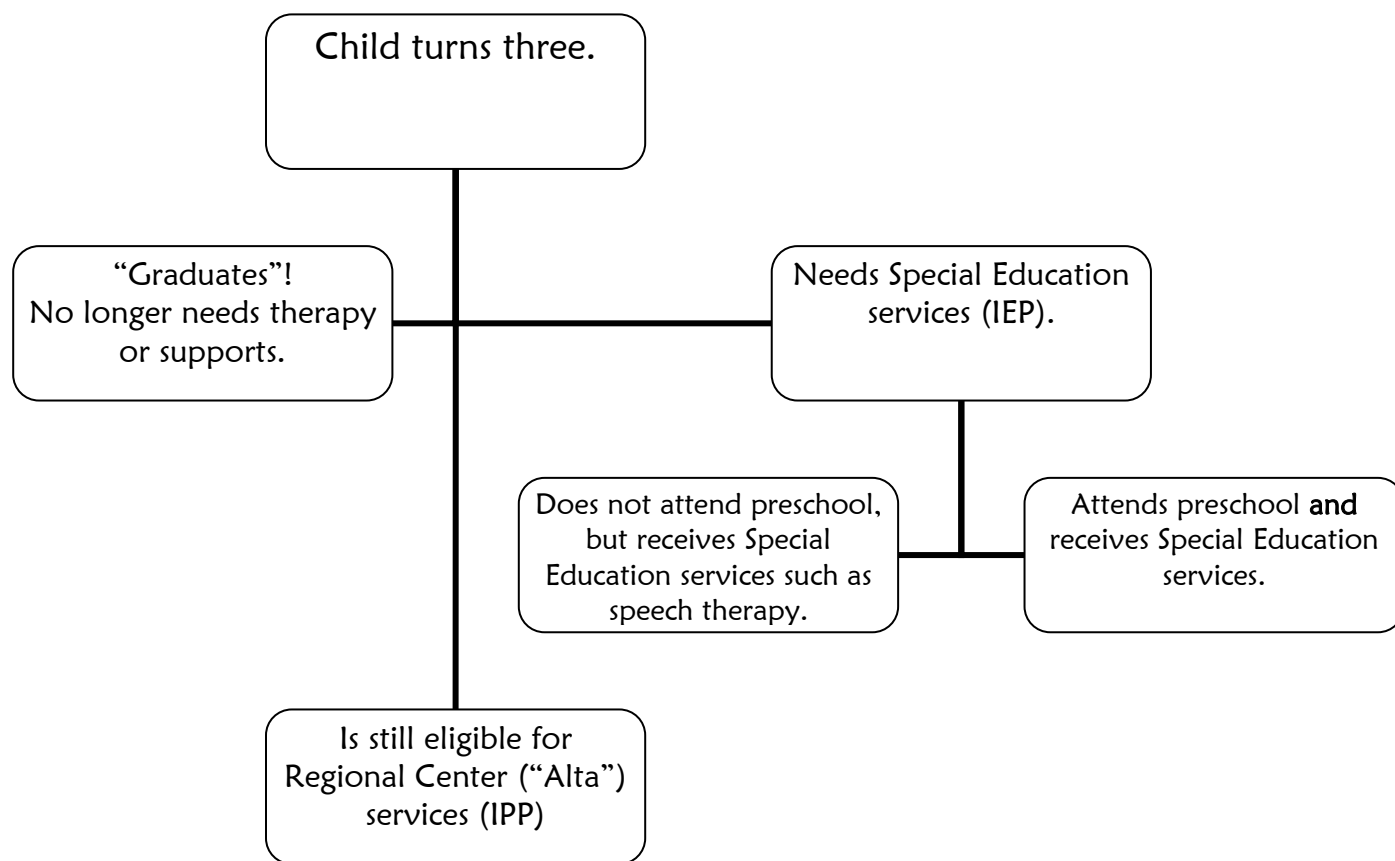 Child turns three.
“Graduates”!
No longer needs therapy
or supports.
Needs Special Education
services (IEP).
Does not attend preschool,
but receives Special
Education services such as
speech therapy.
Attends preschool and
receives Special Education
services.
Is still eligible for
Regional Center (“Alta”)
services (IPP)